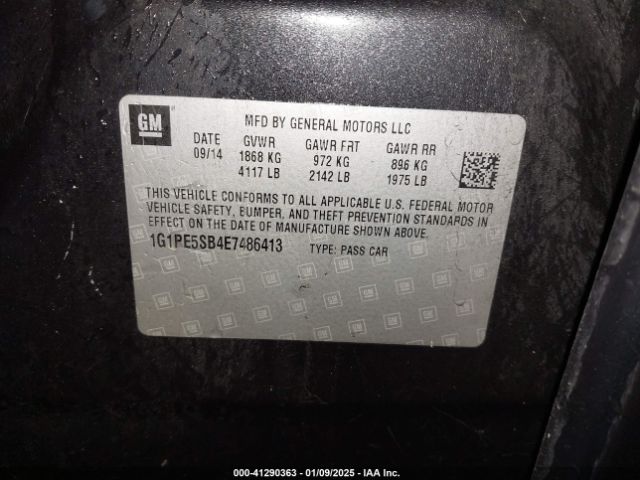 GM
MFD BY GENERAL MOTORS LLC
DATE GVWR GAWR FRT GAWR RR
09/14 1868 KG 972 KG 896 KG
4117 LB 2142 LB 1975 LB
THIS VEHICLE CONFORMS TO ALL APPLICABLE U.S. FEDERAL MOTOR
VEHICLE SAFETY, BUMPER, AND THEFT PREVENTION STANDARDS IN
EFFECT ON THE DATE OF MANUFACTURE SHOWN ABOVE.
1G1PE5SB4E7486413 TYPE: PASS CAR
000-41290363 - 01/09/2025 - IAA Inc.